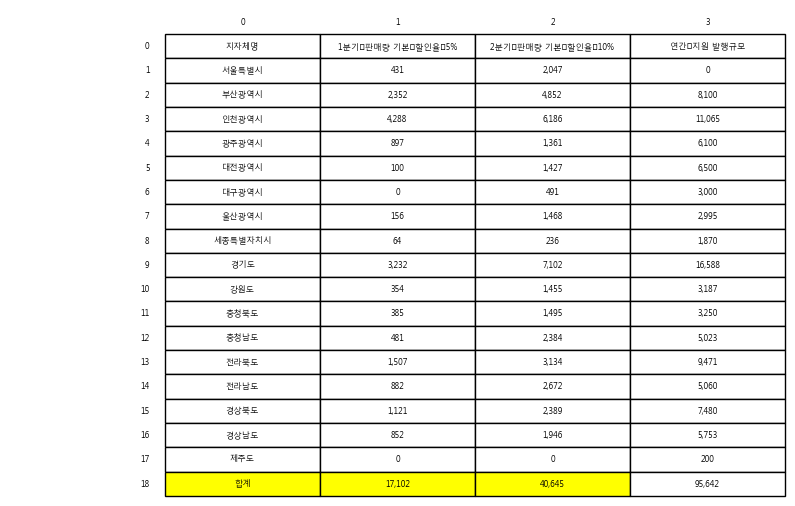 0 1 2 3
0 지자체명 1분기 판매량 기본 할인율 5% 2분기 판매량 기본 할인율 10% 연간 지원 발행규모
1 서울특별시 431 2,047 0
2 부산광역시 2,352 4,852 8,100
3 인천광역시 4,288 6,186 11,065
4 광주광역시 897 1,361 6,100
5 대전광역시 100 1,427 6,500
6 대구광역시 0 491 3,000
7 울산광역시 156 1,468 2,995
8 세종특별자치시 64 236 1,870
9 경기도 3,232 7,102 16,588
10 강원도 354 1,455 3,187
11 충청북도 385 1,495 3,250
12 충청남도 481 2,384 5,023
13 전라북도 1,507 3,134 9,471
14 전라남도 882 2,672 5,060
15 경상북도 1,121 2,389 7,480
16 경상남도 852 1,946 5,753
17 제주도 0 0 200
18 합계 17,102 40,645 95,642